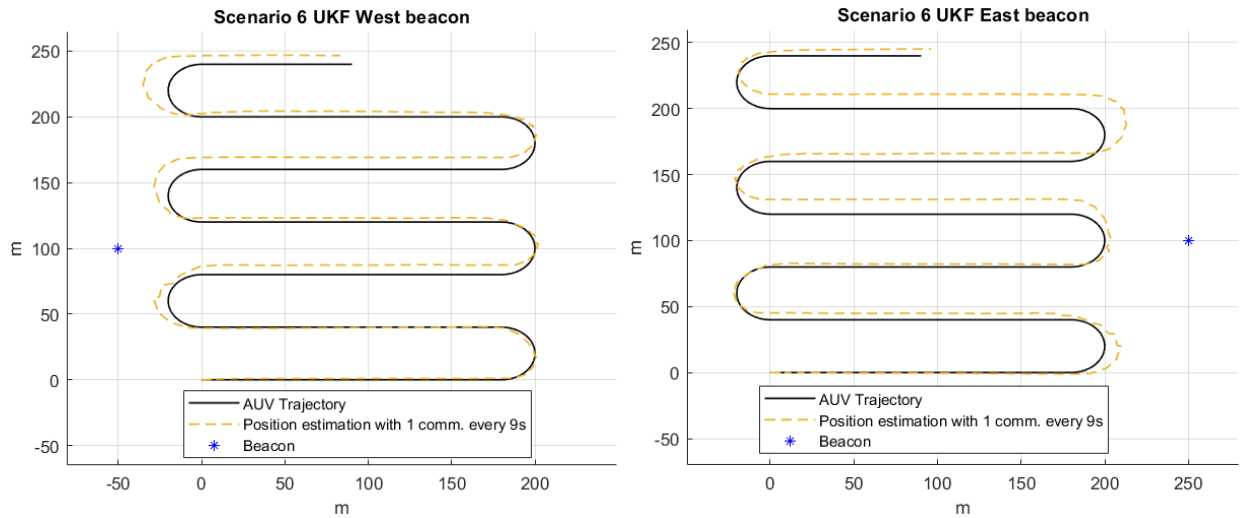 Scenario 6 UKF West beacon
250
200
150
100
50
0
-50
m
AUV Trajectory
Position estimation with 1 comm. every 9s
Beacon
-50 0 50 100 150 200
m
Scenario 6 UKF East beacon
250
200
150
100
50
0
-50
m
AUV Trajectory
Position estimation with 1 comm. every 9s
Beacon
0 50 100 150 200 250
m